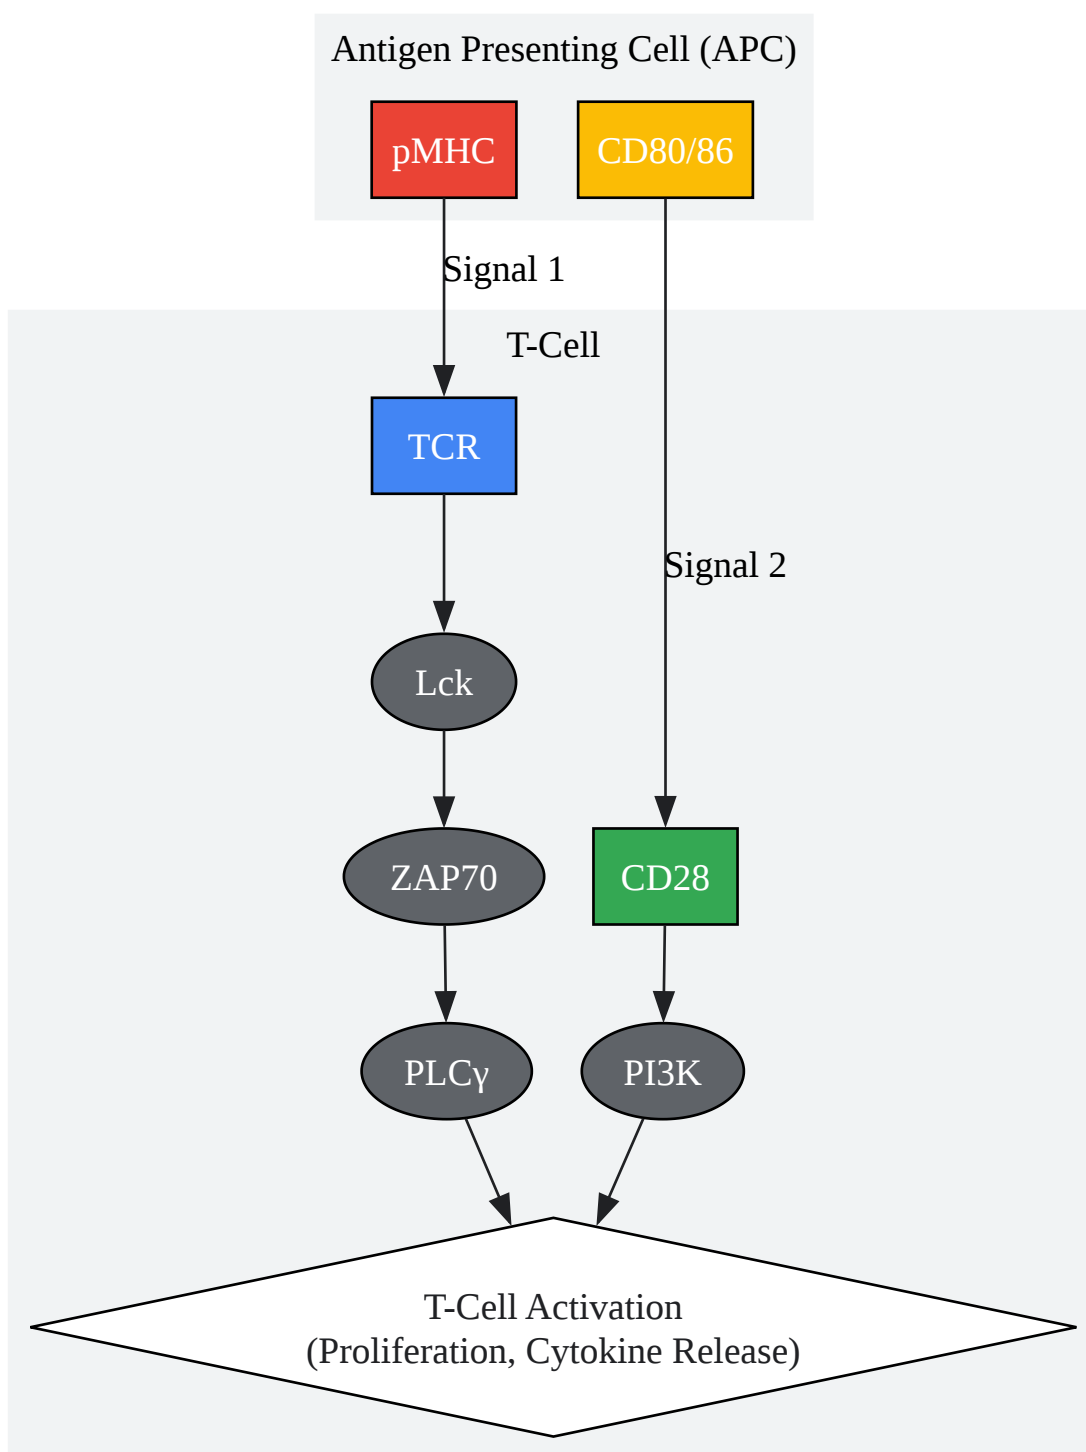 Antigen Presenting Cell (APC)
pMHC
CD80/86
Signal 1
T-Cell
TCR
Signal 2
Lck
ZAP70
CD28
PLCγ
PI3K
T-Cell Activation
(Proliferation, Cytokine Release)